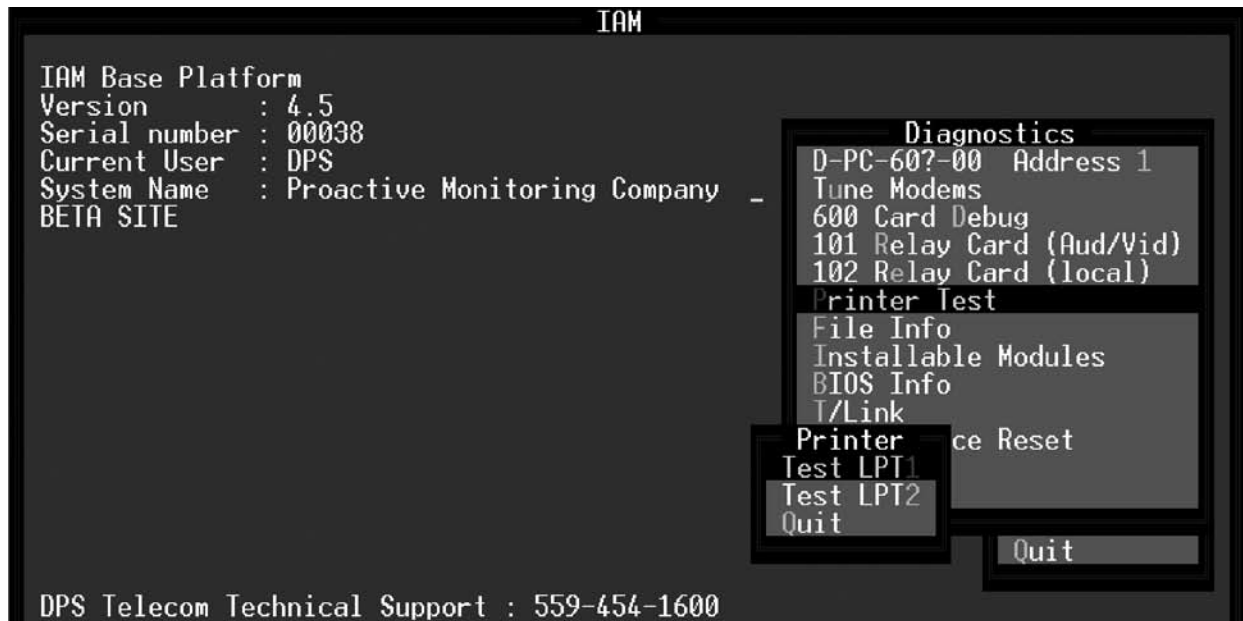 IAM
IAM Base Platform
Version : 4.5
Serial number : 00038
Current User : DPS
System Name : Proactive Monitoring Company _
BETA SITE
Diagnostics
D-PC-60?-00 Address 1
Tune Modems
600 Card Debug
101 Relay Card (Aud/Vid)
102 Relay Card (local)
Printer Test
File Info
Installable Modules
BIOS Info
T/Link
ce Reset
Printer
Test LPT1
Test LPT2
Quit
Quit
DPS Telecom Technical Support : 559-454-1600